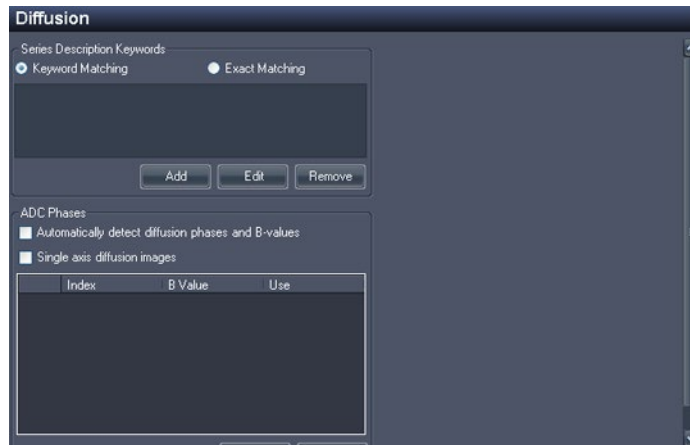 Diffusion
Series Description Keywords
Keyword Matching Exact Matching
Add Edit Remove
ADC Phases
Automatically detect diffusion phases and B-values
Single axis diffusion images
Index B Value Use